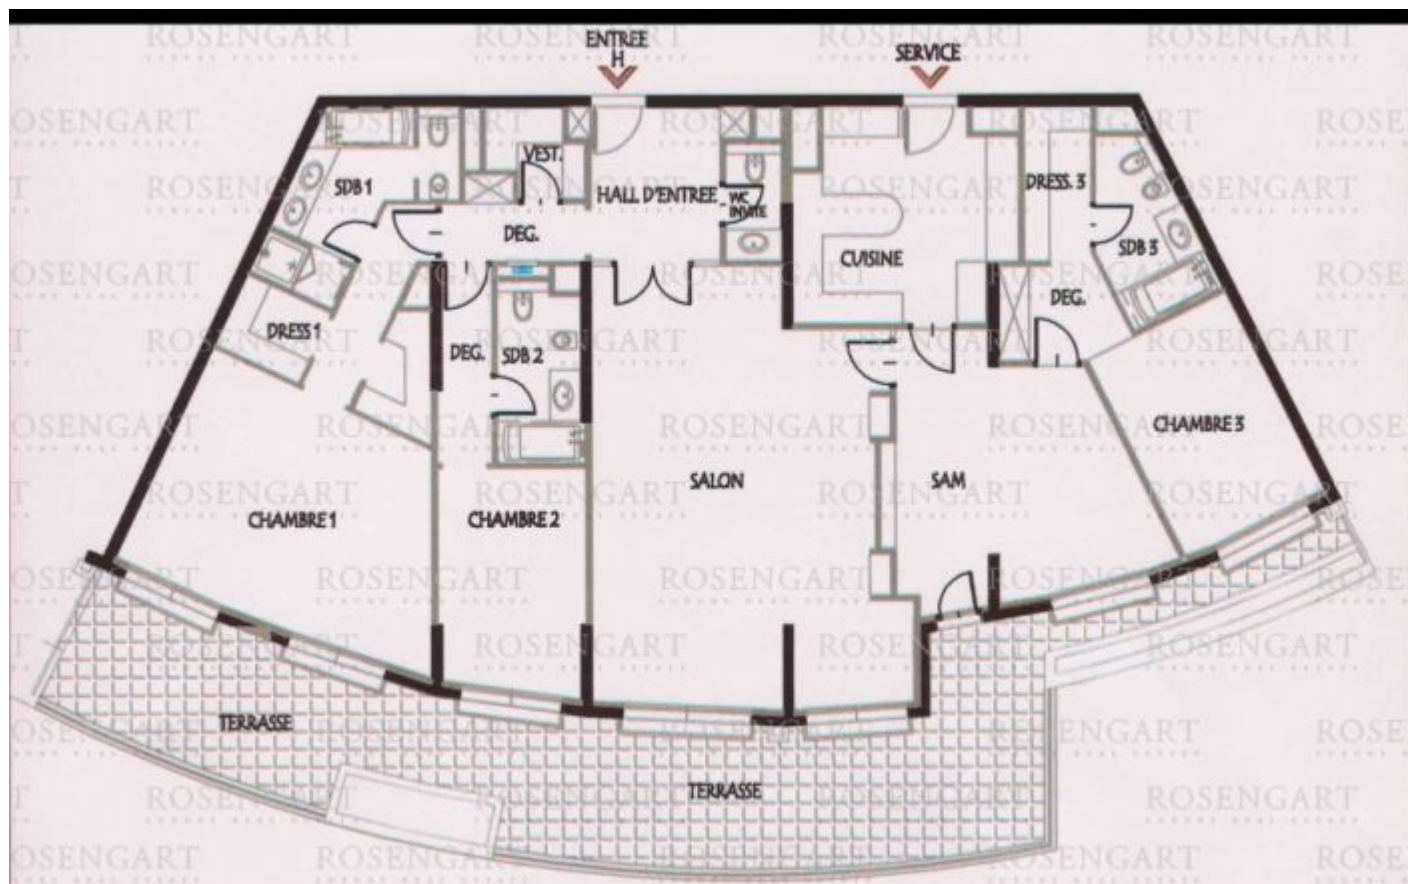 ROSENGART
ENTREE
H
SERVICE
VEST.
SDB 1
HALL D'ENTREE
WC
INVITE
DRESS. 3
DEG.
CUISINE
SDB 3
DEG.
DRESS 1
DEG.
SDB 2
CHAMBRE 3
SALON
SAM
CHAMBRE 1
CHAMBRE 2
TERRASSE
TERRASSE